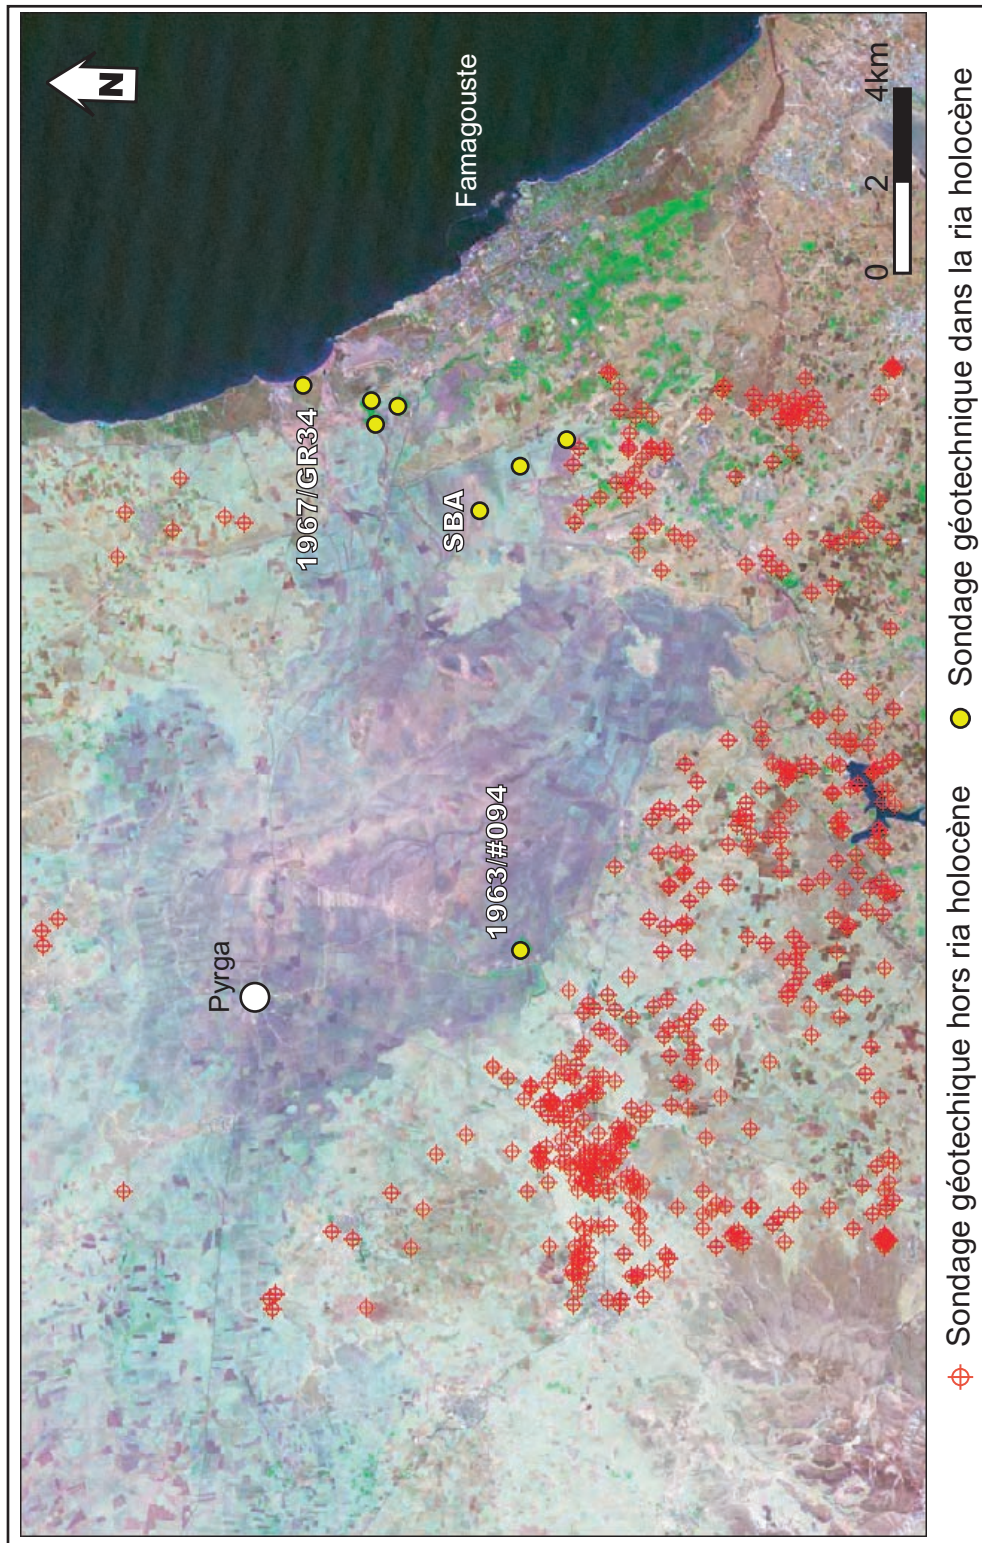 N
Famagouste
1967/GR34
SBA
1963/#094
Pyrga
0 2 4km
Sondage géotechique hors ria holocène
Sondage géotechnique dans la ria holocène